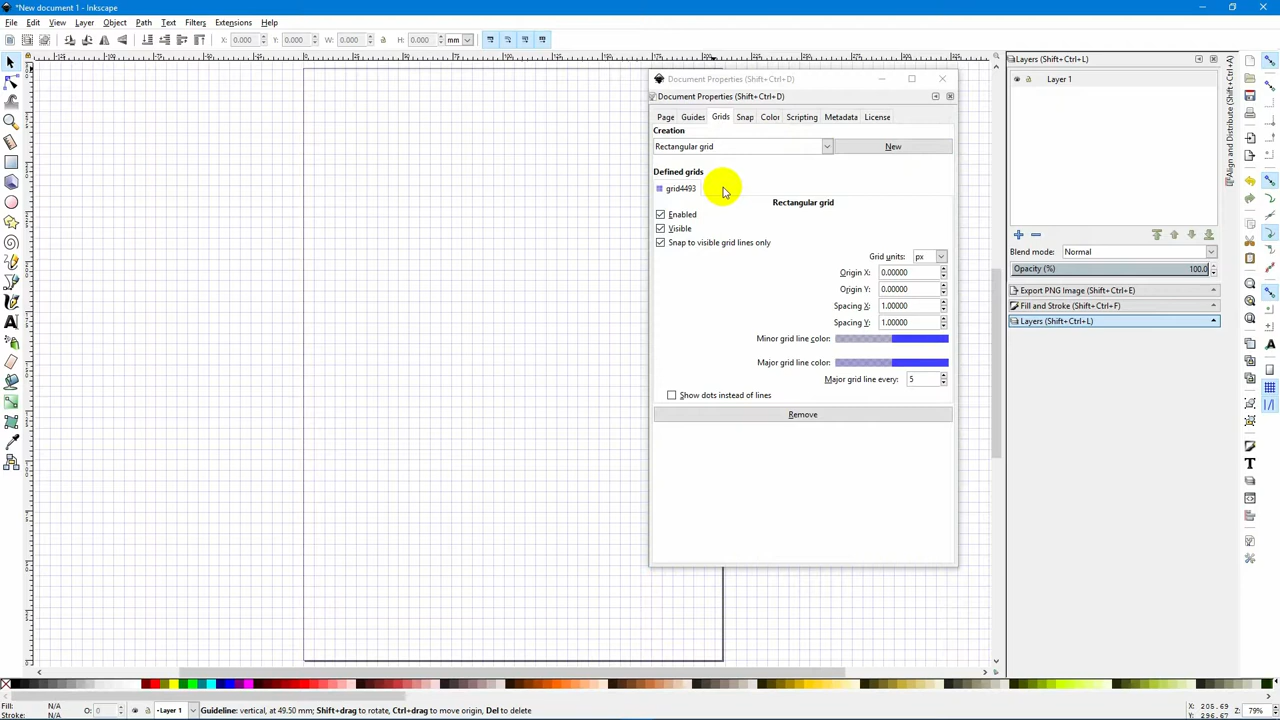 *New document 1 - Inkscape
File Edit View Layer Object Path Text Filters Extensions Help
X: 0.000 Y: 0.000 W: 0.000 H: 0.000 mm
Document Properties (Shift+Ctrl+D)
Document Properties (Shift+Ctrl+D)
Page Guides Grids Snap Color Scripting Metadata License
Creation
Rectangular grid New
Defined grids
grid4493
Rectangular grid
Enabled
Visible
Snap to visible grid lines only
Grid units: px
Origin X: 0.00000
Origin Y: 0.00000
Spacing X: 1.00000
Spacing Y: 1.00000
Minor grid line color:
Major grid line color:
Major grid line every: 5
Show dots instead of lines
Remove
Layers (Shift+Ctrl+L)
Layer 1
Blend mode: Normal
Opacity (%) 100.0
Export PNG Image (Shift+Ctrl+E)
Fill and Stroke (Shift+Ctrl+F)
Layers (Shift+Ctrl+L)
Align and Distribute (Shift+Ctrl+A)
Fill: N/A
Stroke: N/A
O: 0
Layer 1
Guideline: vertical, at 49.50 mm; Shift+drag to rotate, Ctrl+drag to move origin, Del to delete
X: 205.69
Y: 296.67
Z: 79%